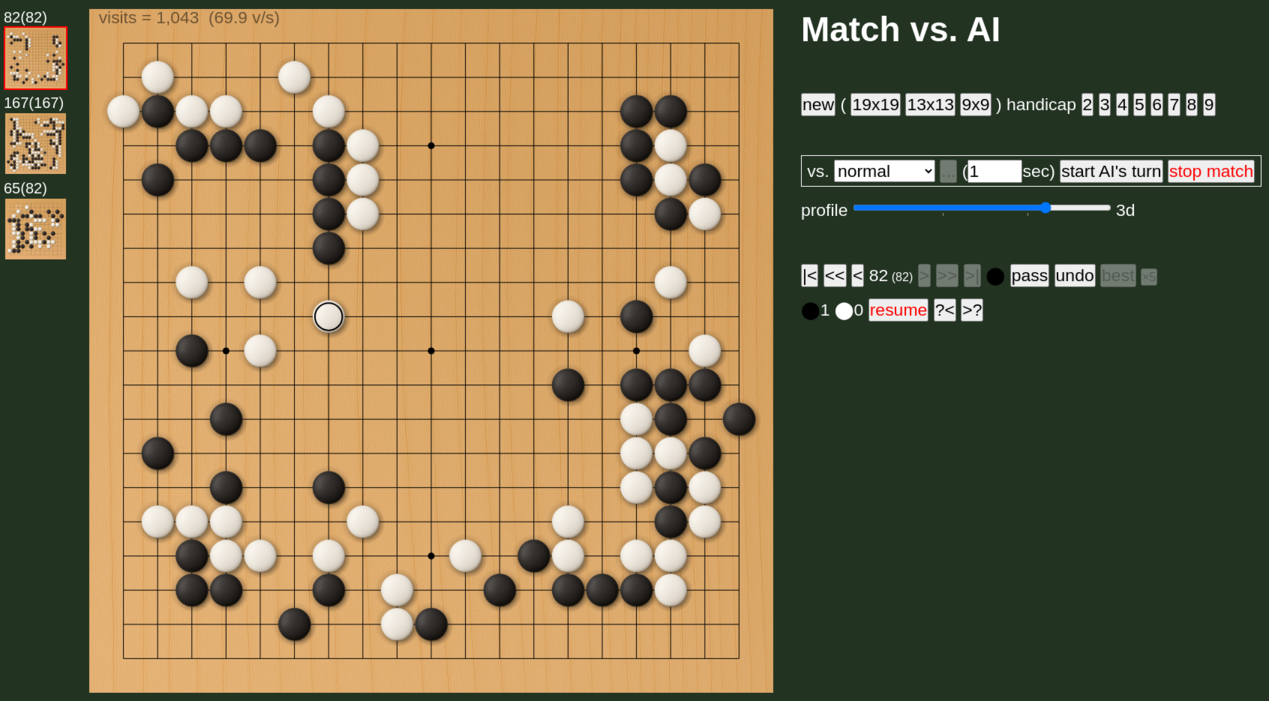 82(82)
167(167)
65(82)
visits = 1,043 (69.9 v/s)
Match vs. AI
new ( 19x19 13x13 9x9 ) handicap 2 3 4 5 6 7 8 9
vs. normal ... (1 sec) start AI's turn stop match
profile 3d
|< << < 82 (82) > >> >| pass undo best ×5
1 0 resume ?< >?